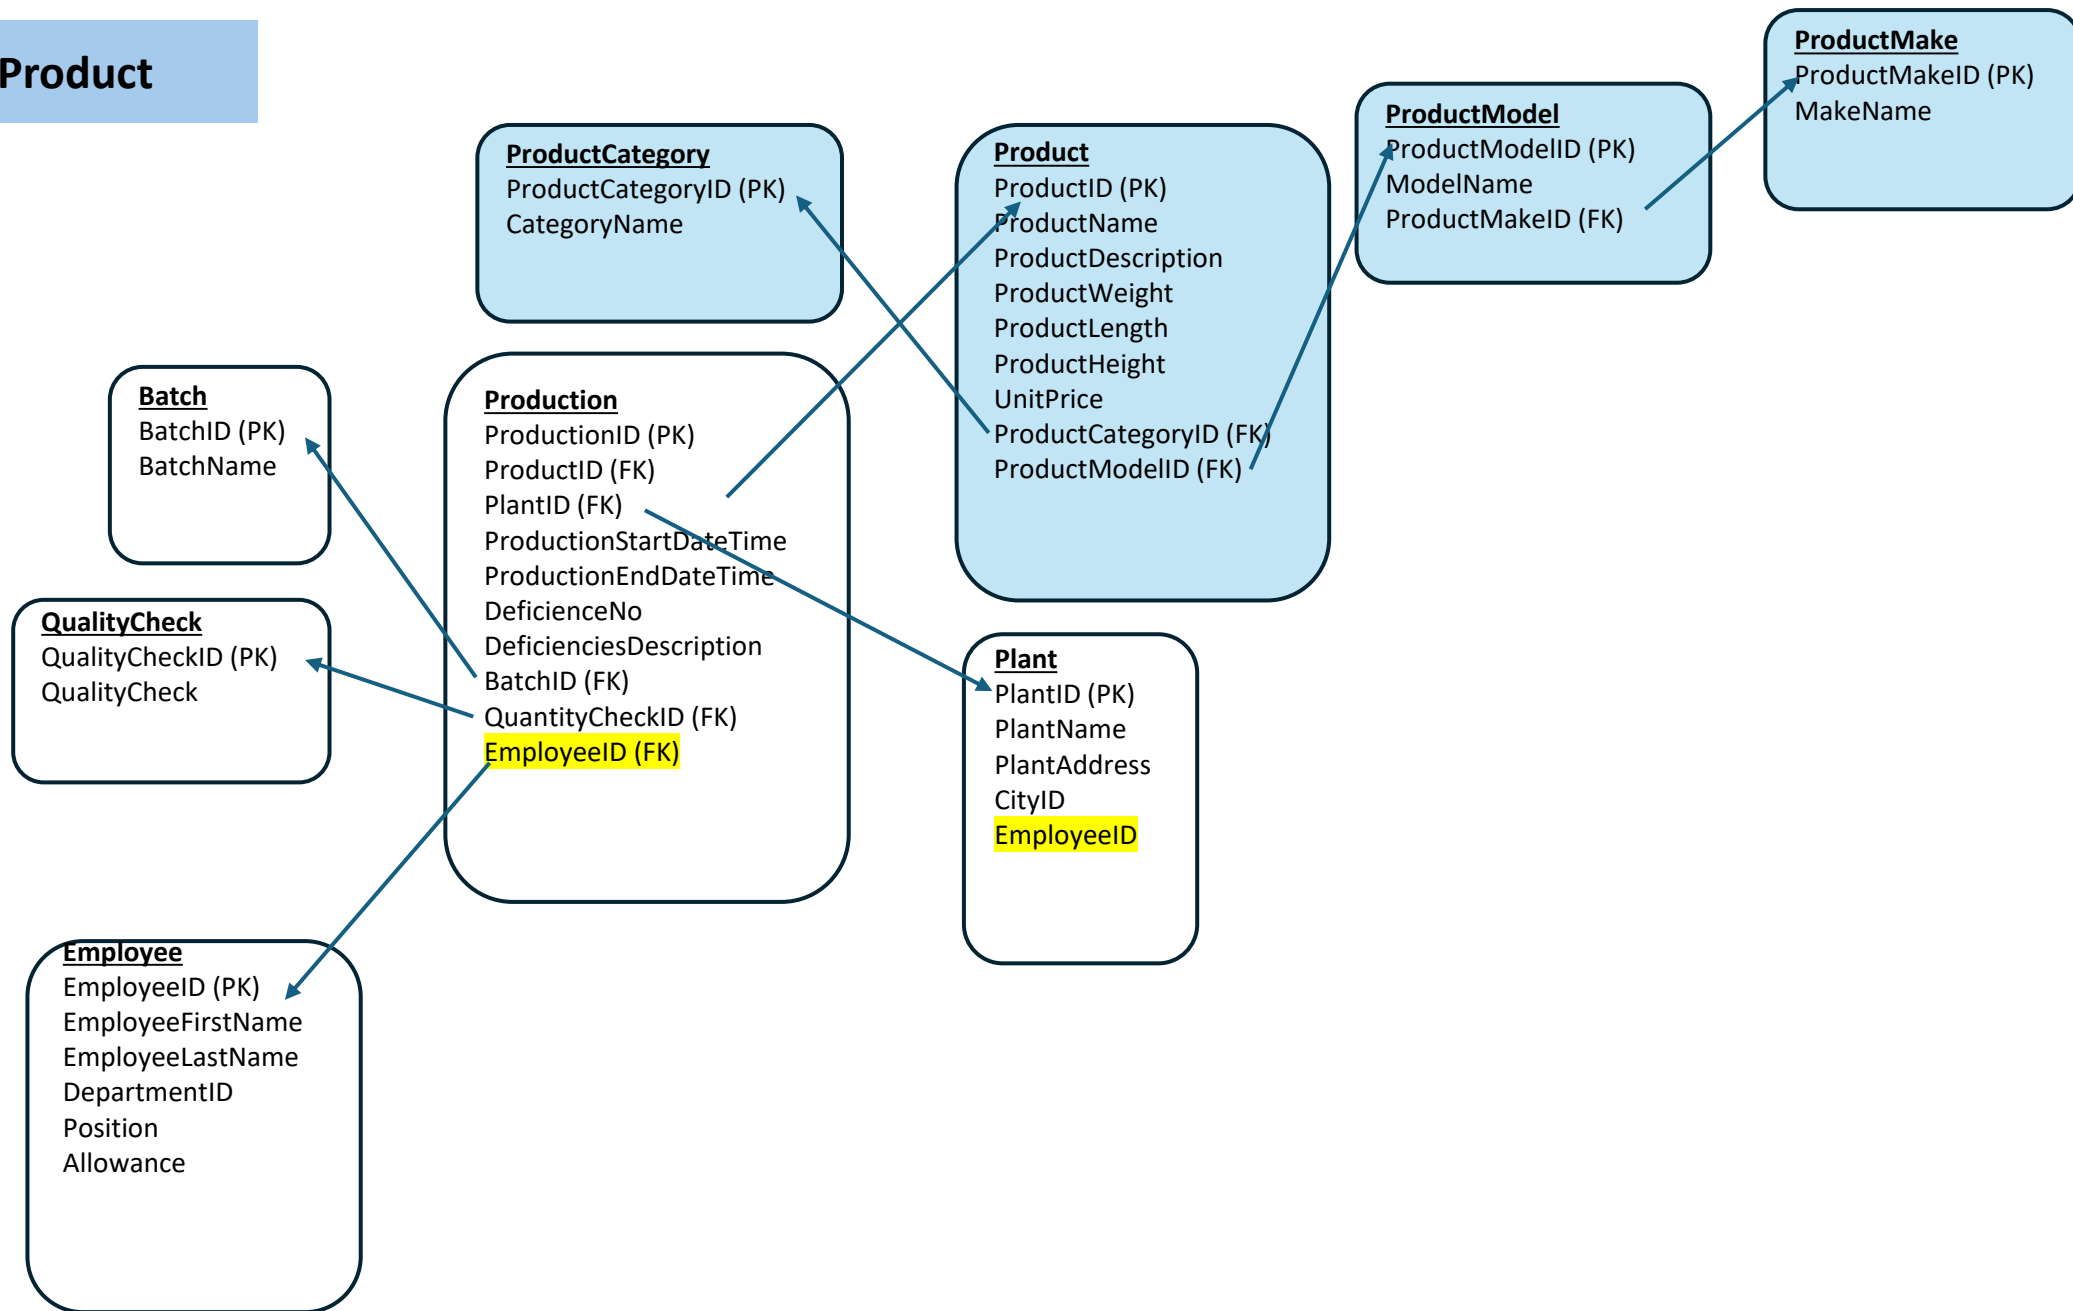 Product
ProductMake
ProductMakeID (PK)
MakeName
ProductModel
ProductModelID (PK)
ModelName
ProductMakeID (FK)
ProductCategory
ProductCategoryID (PK)
CategoryName
Product
ProductID (PK)
ProductName
ProductDescription
ProductWeight
ProductLength
ProductHeight
UnitPrice
ProductCategoryID (FK)
ProductModelID (FK)
Batch
BatchID (PK)
BatchName
Production
ProductionID (PK)
ProductID (FK)
PlantID (FK)
ProductionStartDateTime
ProductionEndDateTime
DeficienceNo
DeficienciesDescription
BatchID (FK)
QuantityCheckID (FK)
EmployeeID (FK)
QualityCheck
QualityCheckID (PK)
QualityCheck
Plant
PlantID (PK)
PlantName
PlantAddress
CityID
EmployeeID
Employee
EmployeeID (PK)
EmployeeFirstName
EmployeeLastName
DepartmentID
Position
Allowance